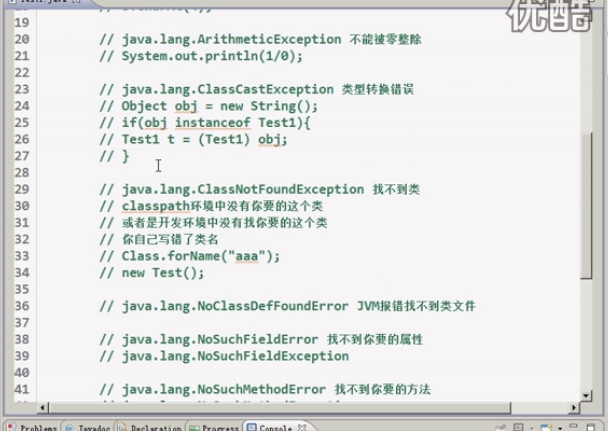 优酷
19
20 // java.lang.ArithmeticException 不能被零整除
21 // System.out.println(1/0);
22
23 // java.lang.ClassCastException 类型转换错误
24 // Object obj = new String();
25 // if(obj instanceof Test1){
26 // Test1 t = (Test1) obj;
27 // }
28
29 // java.lang.ClassNotFoundException 找不到类
30 // classpath环境中没有你要的这个类
31 // 或者是开发环境中没有找你要的这个类
32 // 你自己写错了类名
33 // Class.forName("aaa");
34 // new Test();
35
36 // java.lang.NoClassDefFoundError JVM报错找不到类文件
37
38 // java.lang.NoSuchFieldError 找不到你要的属性
39 // java.lang.NoSuchFieldException
40
41 // java.lang.NoSuchMethodError 找不到你要的方法
Problems Javadoc Declaration Progress Console